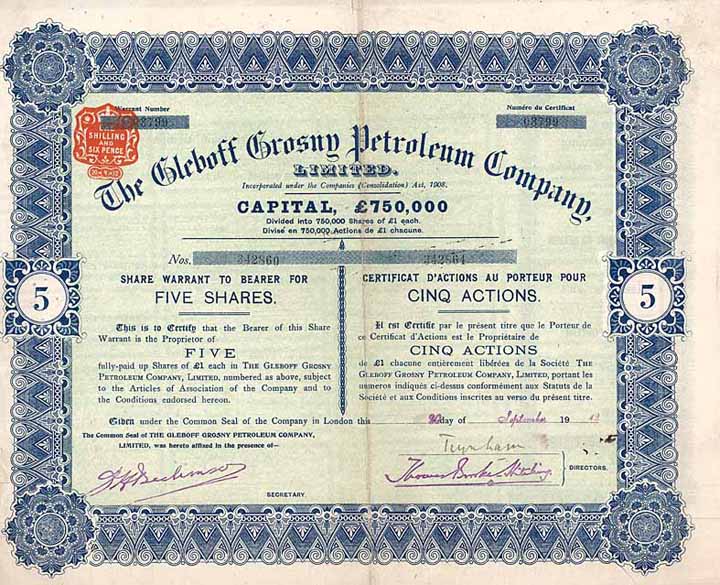 Warrant Number
Numéro du Certificat
03799
03799
SHILLING
AND
SIX PENCE
The Gleboff Grosny Petroleum Company,
LIMITED.
Incorporated under the Companies (Consolidation) Act, 1908.
CAPITAL, £750,000
Divided into 750,000 Shares of £1 each.
Divisé en 750,000 Actions de £1 chacune.
Nos. 342860 342864
SHARE WARRANT TO BEARER FOR
FIVE SHARES.
This is to Certify that the Bearer of this Share
Warrant is the Proprietor of
FIVE
fully-paid up Shares of £1 each in THE GLEBOFF GROSNY
PETROLEUM COMPANY, LIMITED, numbered as above, subject
to the Articles of Association of the Company and to
the Conditions endorsed hereon.
CERTIFICAT D'ACTIONS AU PORTEUR POUR
CINQ ACTIONS.
Il est Certifié par le présent titre que le Porteur de
ce Certificat d'Actions est le Propriétaire de
CINQ ACTIONS
de £1 chacune entièrement libérées de la Société THE
GLEBOFF GROSNY PETROLEUM COMPANY, LIMITED, portant les
numeros indiqués ci-dessus conformément aux Statuts de la
Société et aux Conditions inscrites au verso du présent titre.
5
5
Given under the Common Seal of the Company in London this day of September 19
The Common Seal of THE GLEBOFF GROSNY PETROLEUM COMPANY,
LIMITED, was hereto affixed in the presence of—
Teynham
DIRECTORS.
SECRETARY.